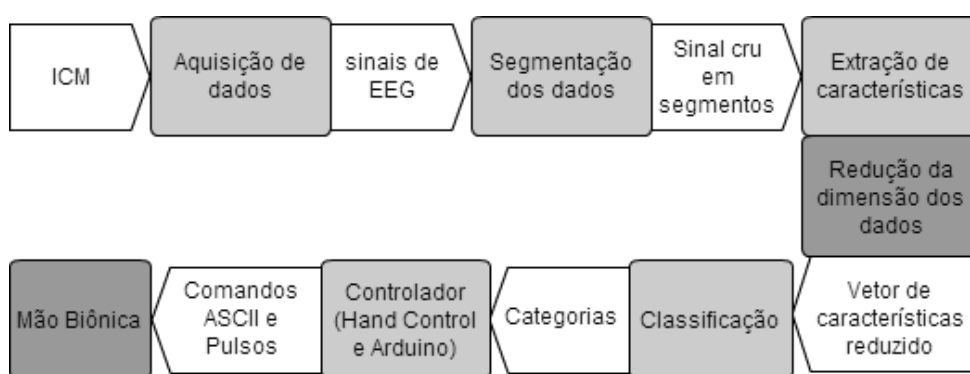 ICM
Aquisição de
dados
sinais de
EEG
Segmentação
dos dados
Sinal cru
em
segmentos
Extração de
características
Redução da
dimensão dos
dados
Vetor de
características
reduzido
Classificação
Categorias
Controlador
(Hand Control
e Arduino)
Comandos
ASCII e
Pulsos
Mão Biônica